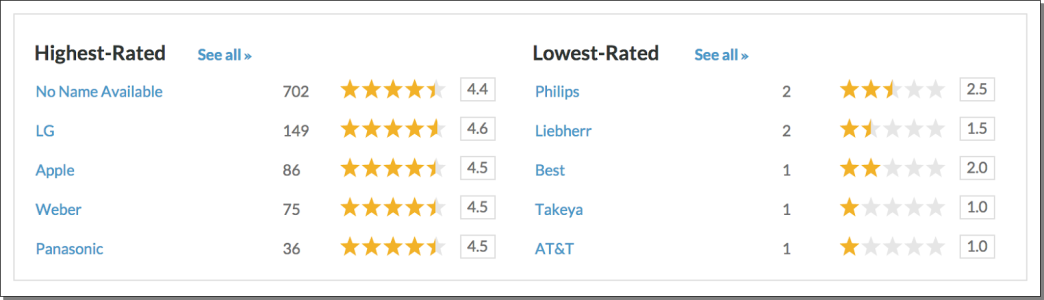 Highest-Rated See all »
No Name Available 702 4.4
LG 149 4.6
Apple 86 4.5
Weber 75 4.5
Panasonic 36 4.5
Lowest-Rated See all »
Philips 2 2.5
Liebherr 2 1.5
Best 1 2.0
Takeya 1 1.0
AT&T 1 1.0